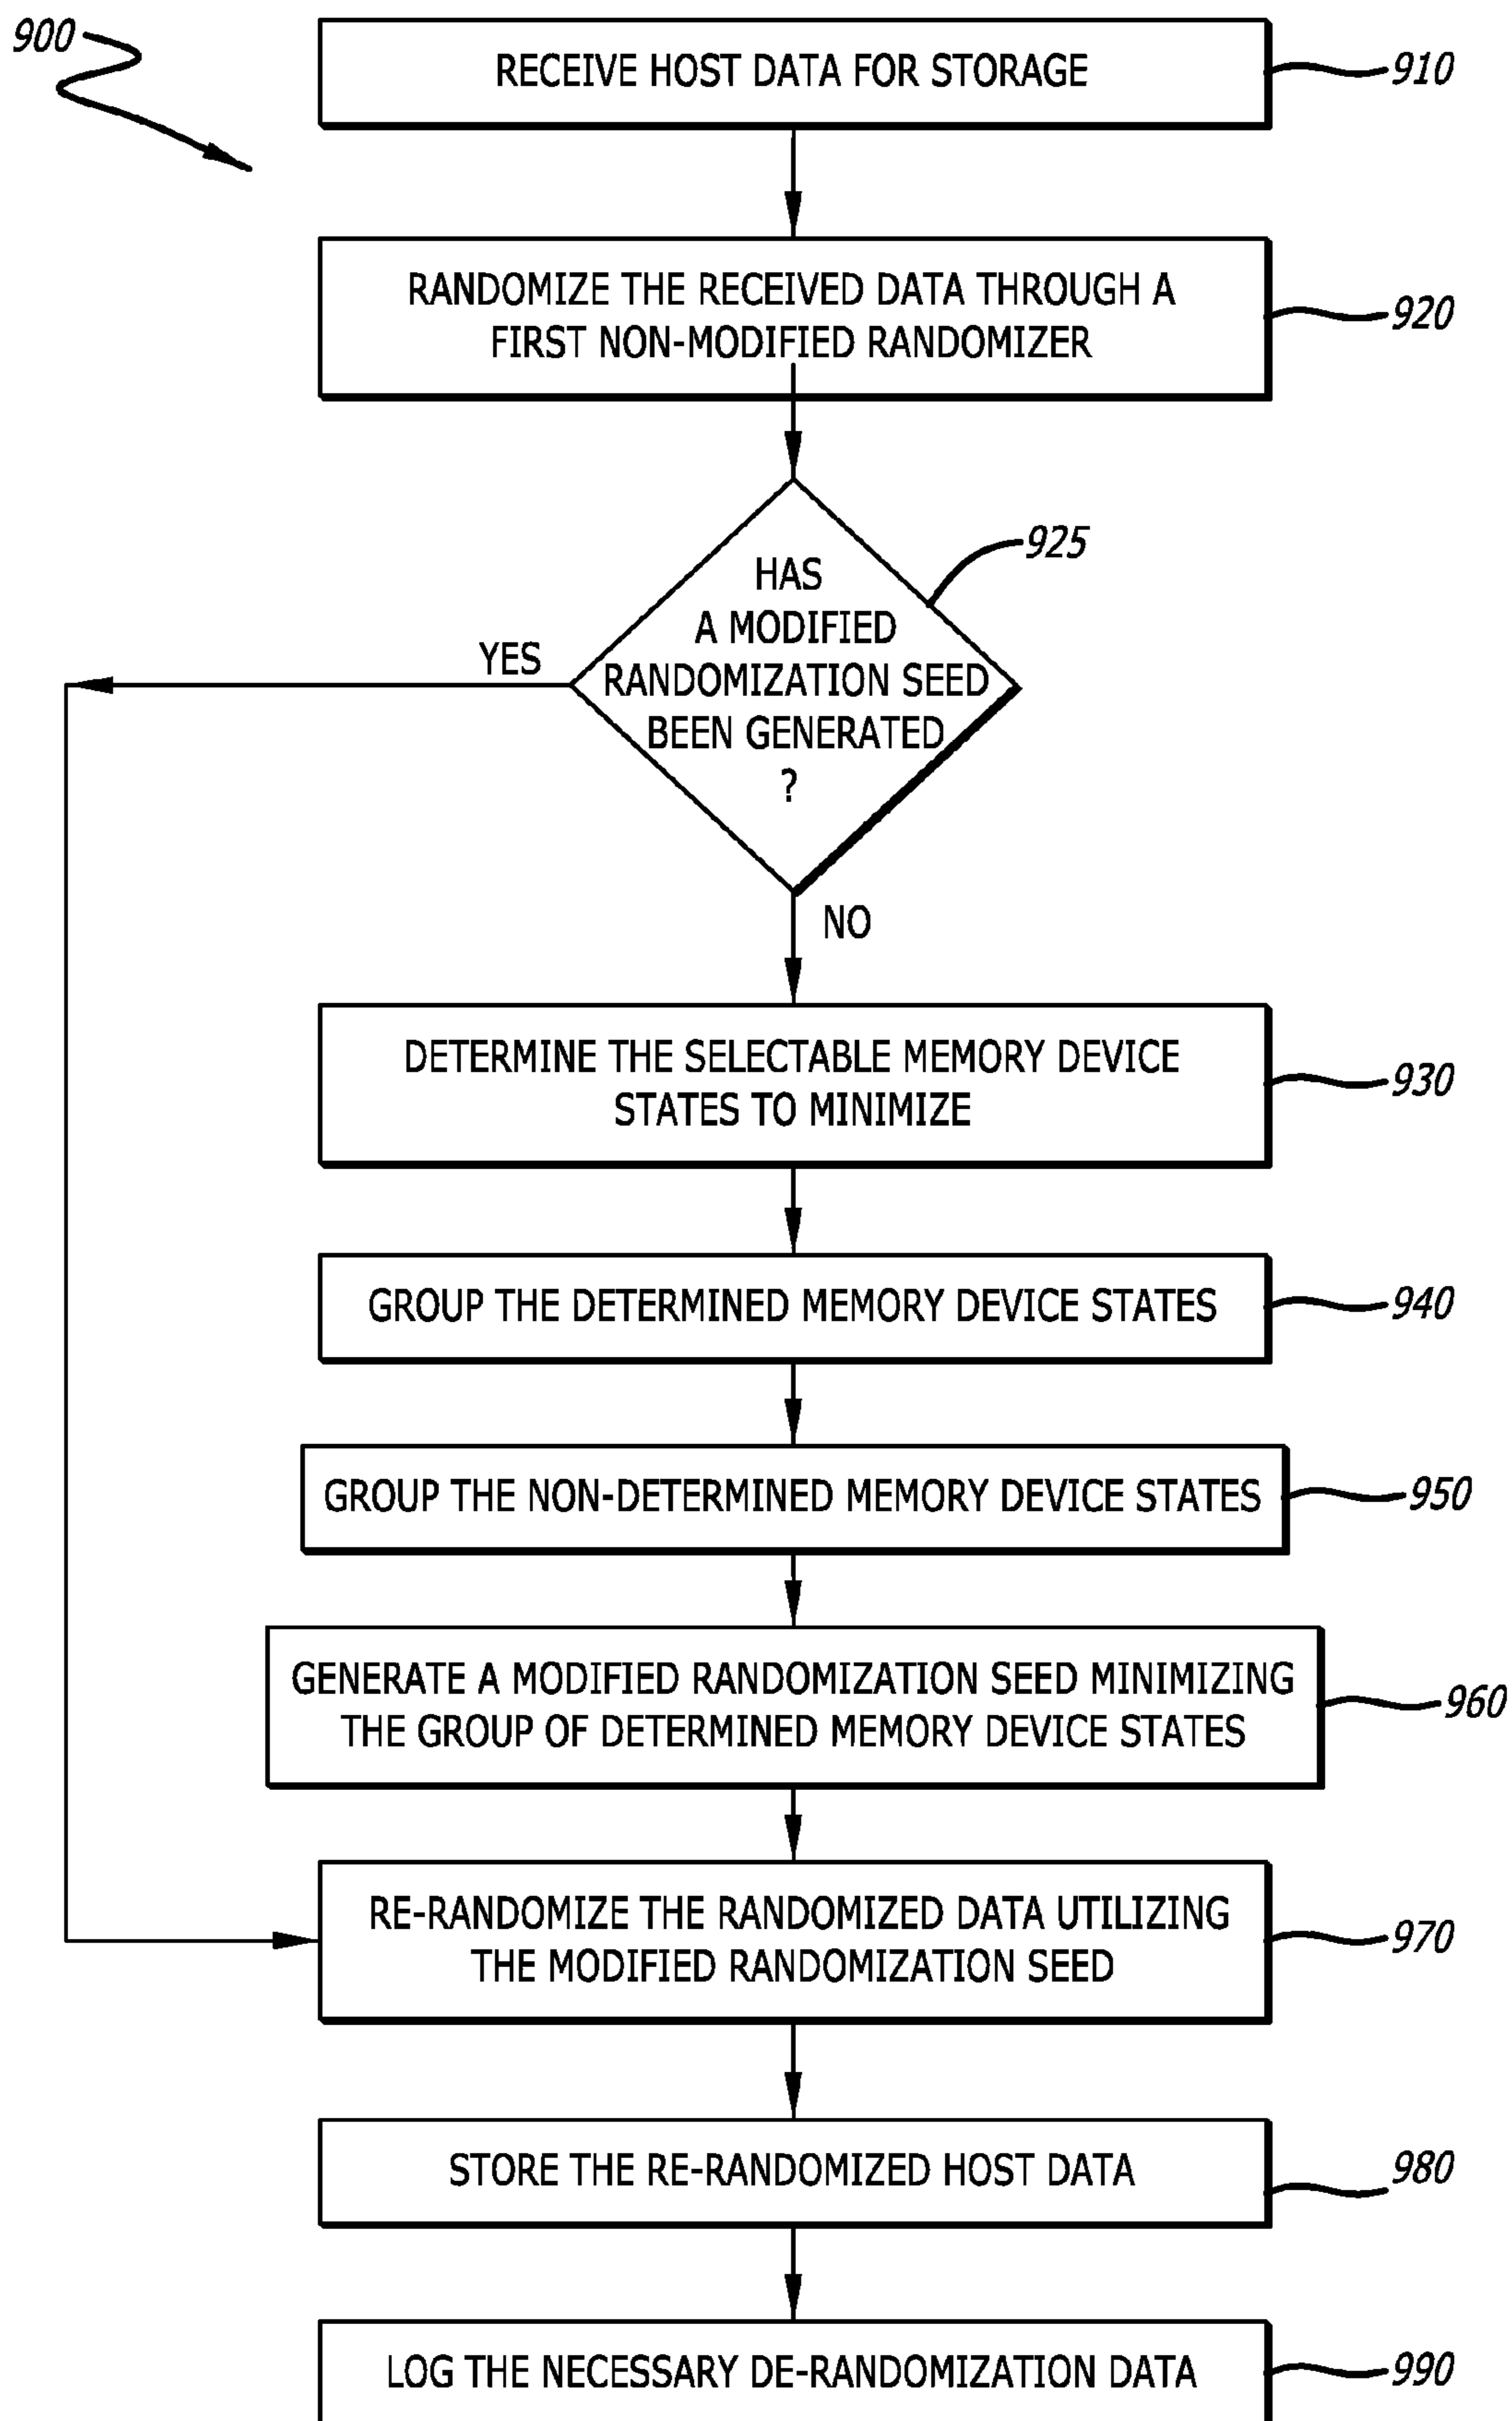 900
RECEIVE HOST DATA FOR STORAGE
910
RANDOMIZE THE RECEIVED DATA THROUGH A
FIRST NON-MODIFIED RANDOMIZER
920
HAS
A MODIFIED
RANDOMIZATION SEED
BEEN GENERATED
?
925
YES
NO
DETERMINE THE SELECTABLE MEMORY DEVICE
STATES TO MINIMIZE
930
GROUP THE DETERMINED MEMORY DEVICE STATES
940
GROUP THE NON-DETERMINED MEMORY DEVICE STATES
950
GENERATE A MODIFIED RANDOMIZATION SEED MINIMIZING
THE GROUP OF DETERMINED MEMORY DEVICE STATES
960
RE-RANDOMIZE THE RANDOMIZED DATA UTILIZING
THE MODIFIED RANDOMIZATION SEED
970
STORE THE RE-RANDOMIZED HOST DATA
980
LOG THE NECESSARY DE-RANDOMIZATION DATA
990